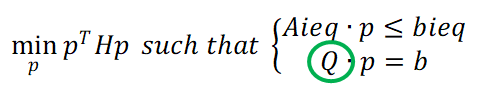 min p^T Hp such that { Aieq · p ≤ bieq
p Q · p = b